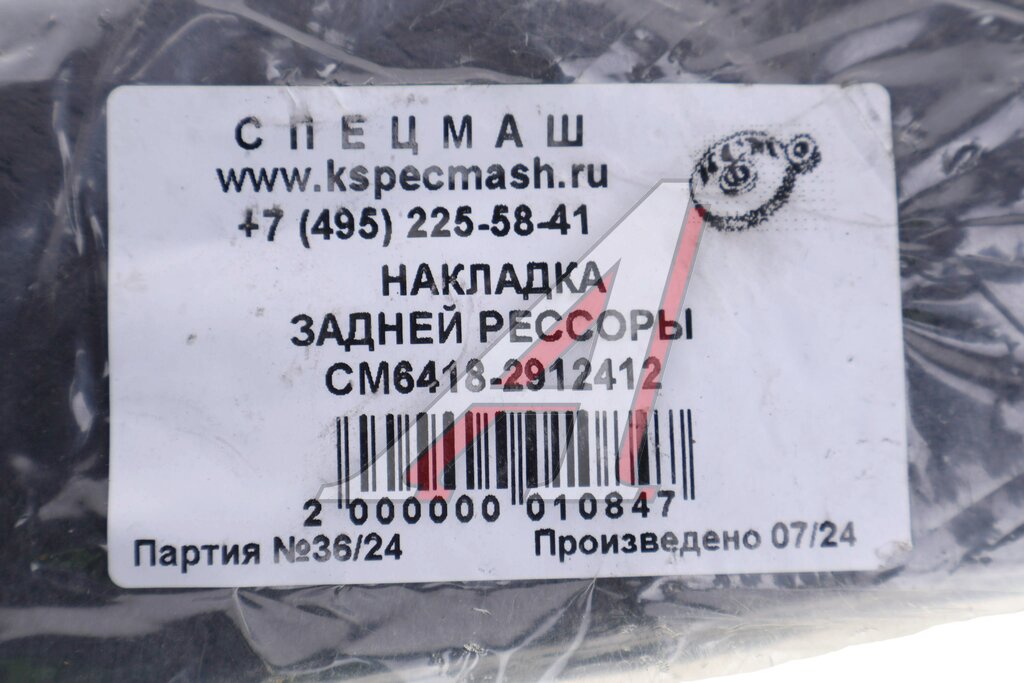 СПЕЦМАШ
www.kspecmash.ru
+7 (495) 225-58-41
НАКЛАДКА
ЗАДНЕЙ РЕССОРЫ
СМ6418-2912412
2 000000 010847
Партия №36/24
Произведено 07/24